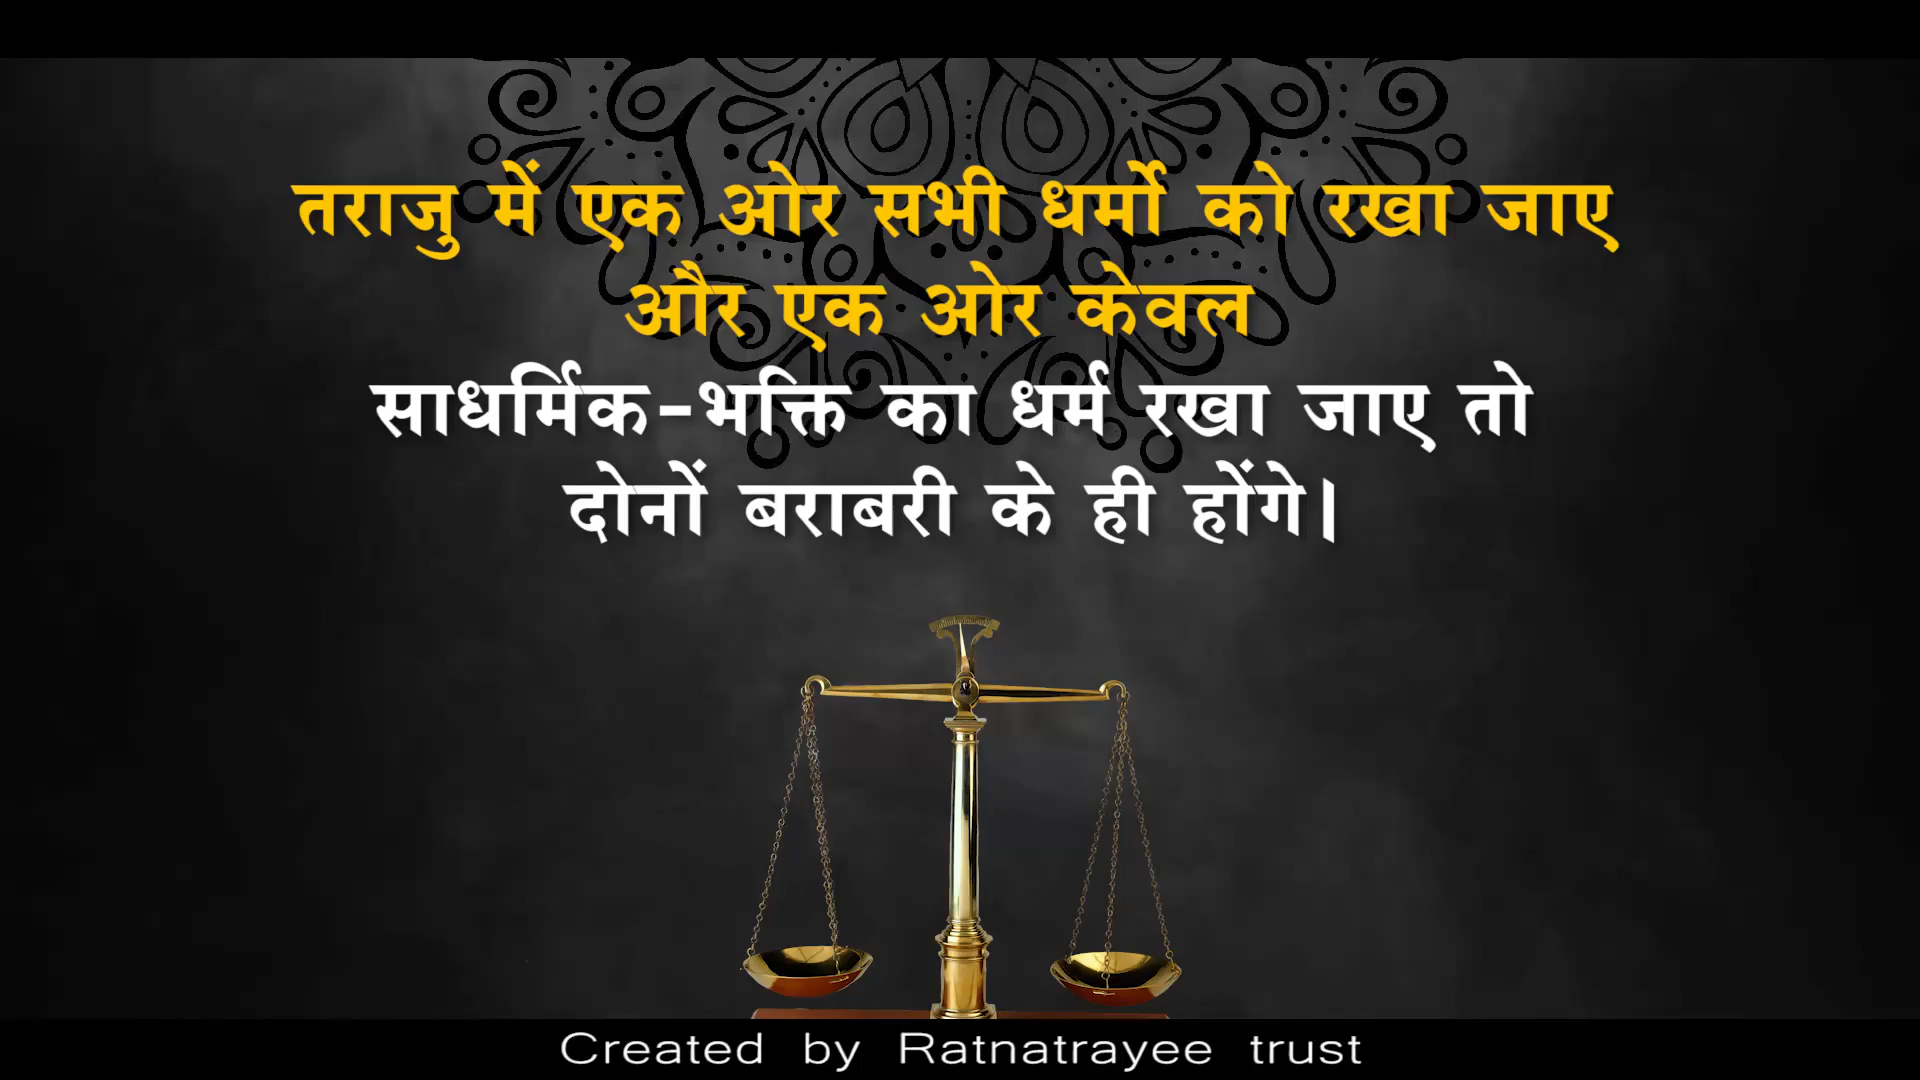 तराजु में एक ओर सभी धर्मो को रखा जाए
और एक ओर केवल
साधर्मिक-भक्ति का धर्म रखा जाए तो
दोनों बराबरी के ही होंगे।
Created by Ratnatrayee trust